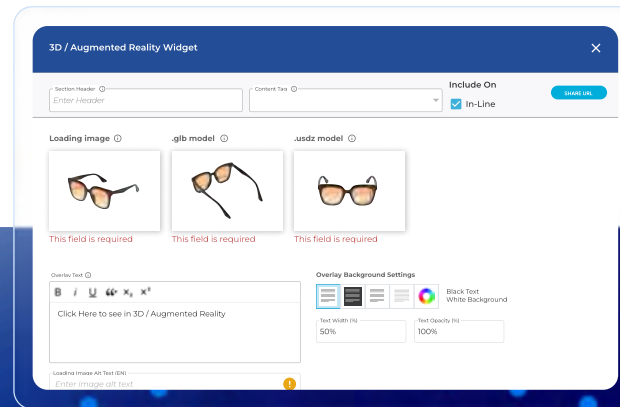 3D / Augmented Reality Widget
Section Header
Enter Header
Content Tag
Include On
In-Line
SHARE URL
Loading image
.glb model
.usdz model
This field is required
This field is required
This field is required
Overlay Text
B i U x₂ x²
Click Here to see in 3D / Augmented Reality
Overlay Background Settings
Black Text
White Background
Text Width (%)
50%
Text Opacity (%)
100%
Loading Image Alt Text (EN)
Enter image alt text